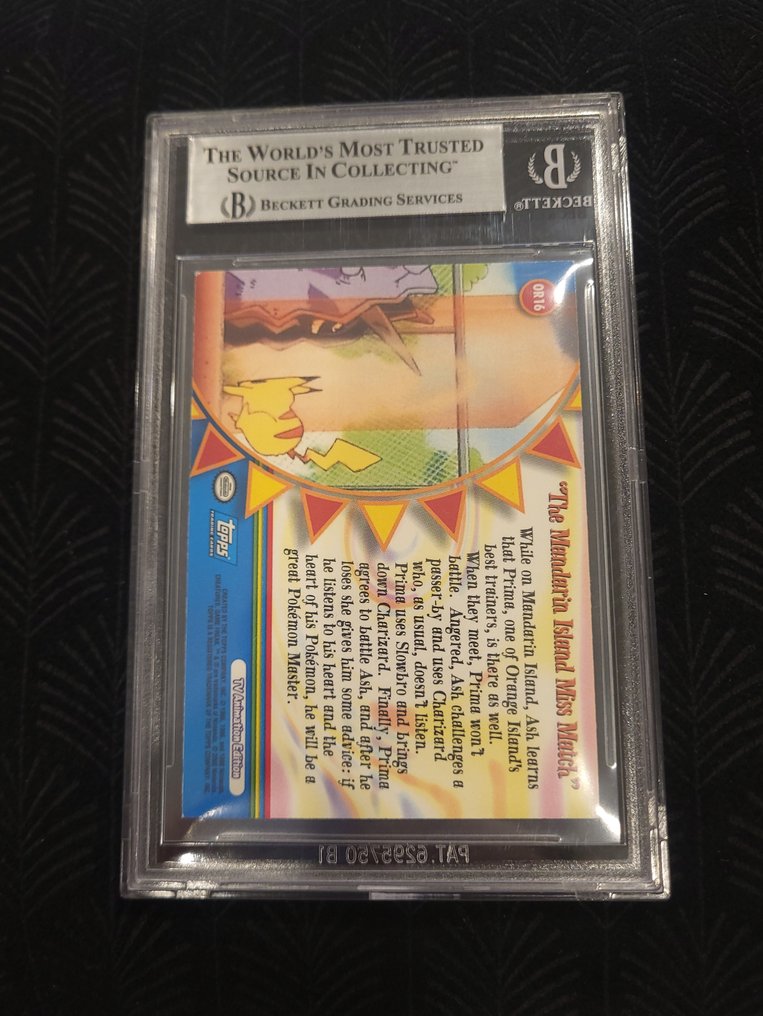 THE WORLD'S MOST TRUSTED
SOURCE IN COLLECTING™
BECKETT GRADING SERVICES
B
BECKETT®
OR16
"The Mandarin Island Miss Match"
While on Mandarin Island, Ash learns
that Prima, one of Orange Island's
best trainers, is there as well.
When they meet, Prima won't
battle. Angered, Ash challenges a
passer-by and uses Charizard
who, as usual, doesn't listen.
Prima uses Slowbro and brings
down Charizard. Finally, Prima
agrees to battle Ash, and after he
loses she gives him some advice: if
he listens to his heart and the
heart of his Pokémon, he will be a
great Pokémon Master.
TV Animation Edition
topps
TRADING CARDS
PAT. 6295750 B1